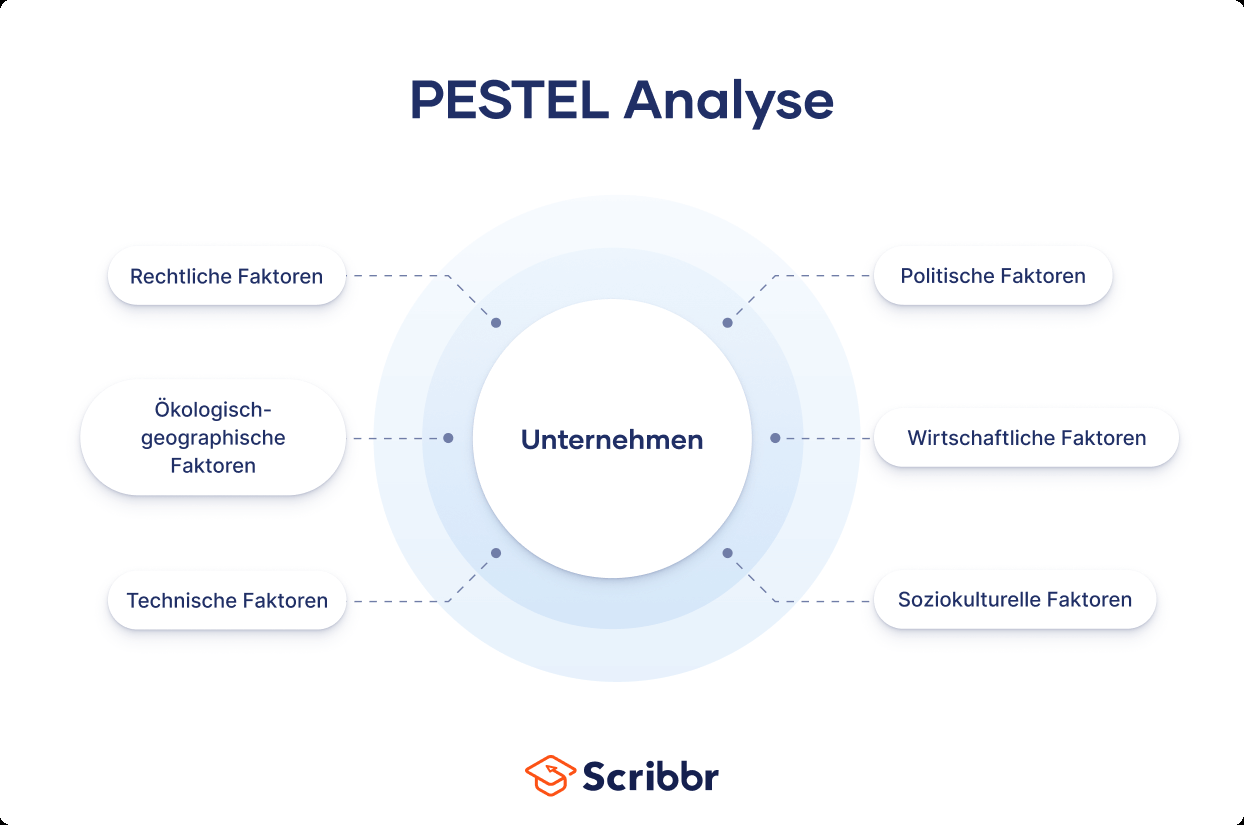 PESTEL Analyse
Rechtliche Faktoren
Politische Faktoren
Ökologisch-
geographische
Faktoren
Unternehmen
Wirtschaftliche Faktoren
Technische Faktoren
Soziokulturelle Faktoren
Scribbr